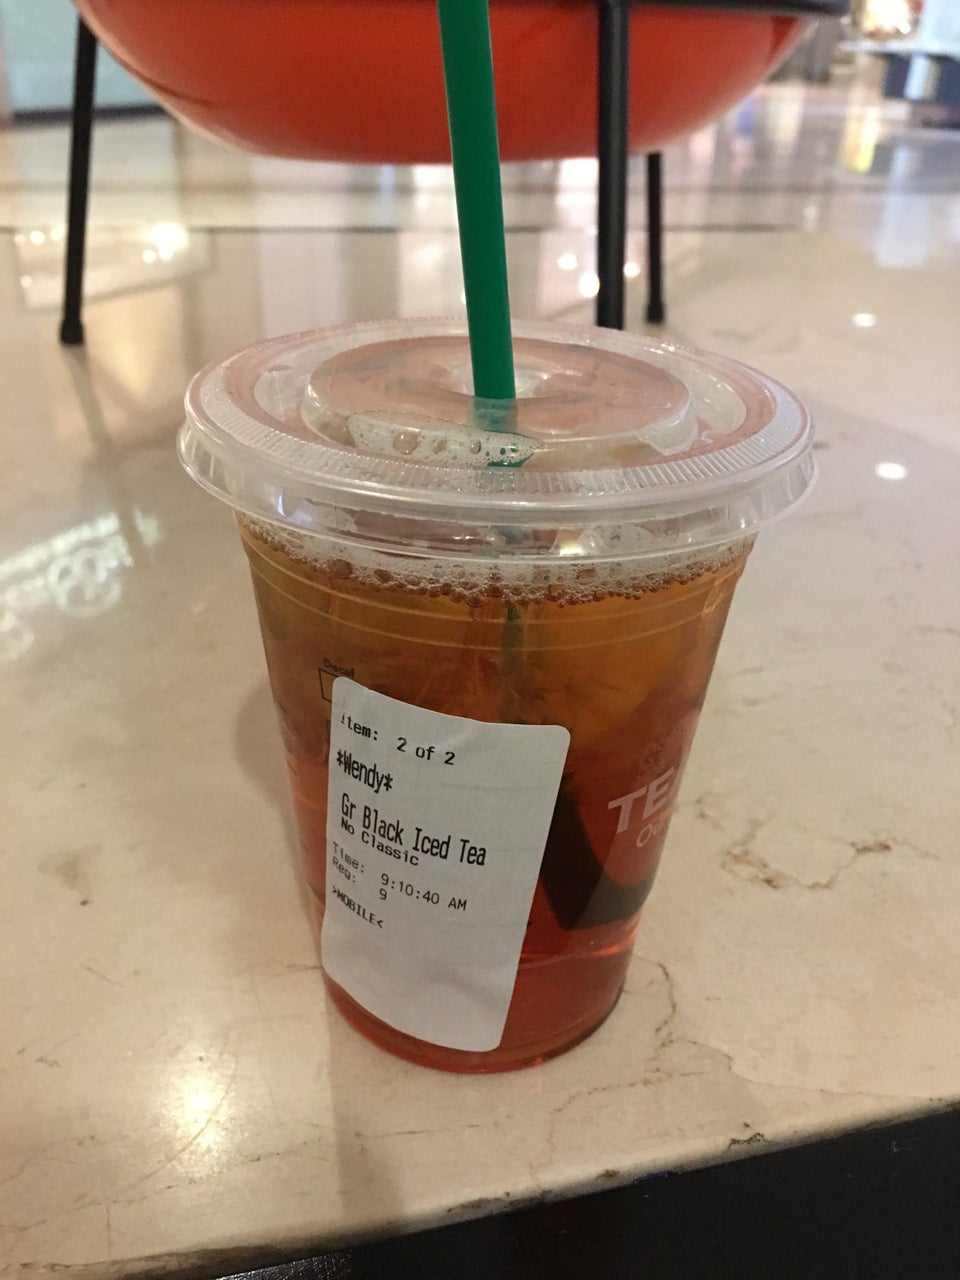 Decaf
Item: 2 of 2
*Wendy*
Gr Black Iced Tea
No Classic
Time: 9:10:40 AM
Reg: 9
>MOBILE<